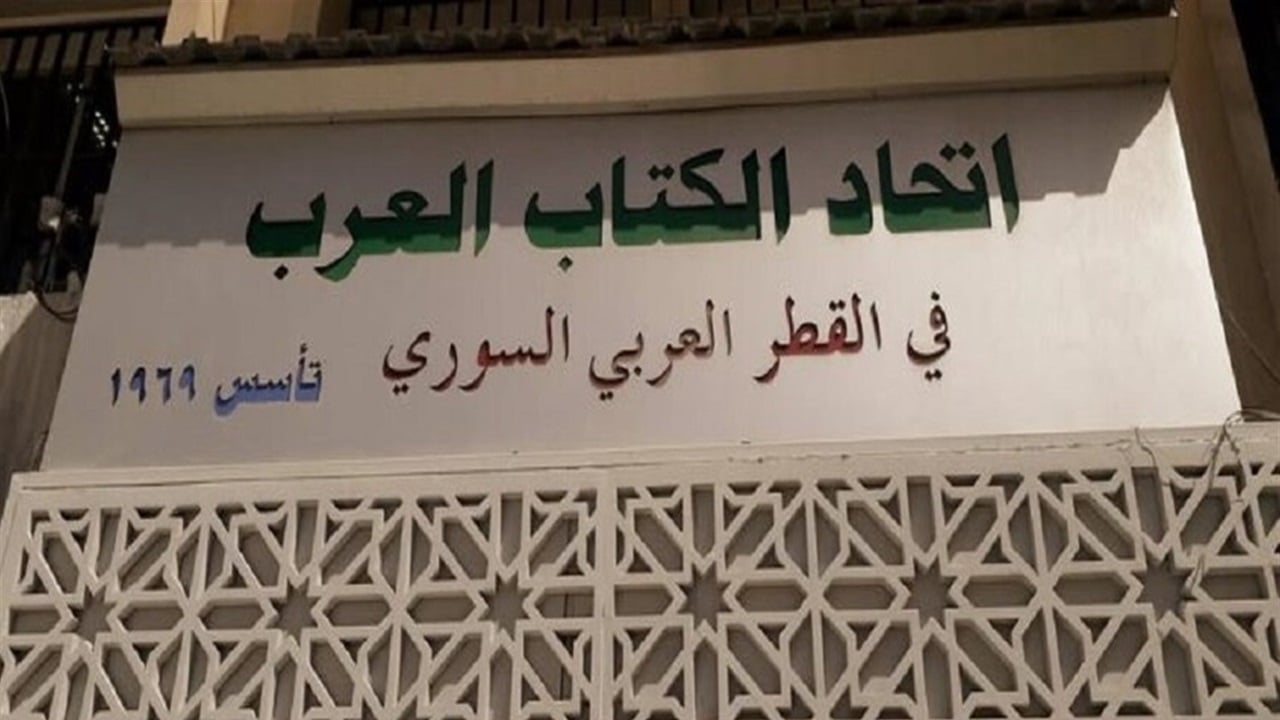 اتحاد الكتاب العرب
في القطر العربي السوري
تأسس ١٩٦٩